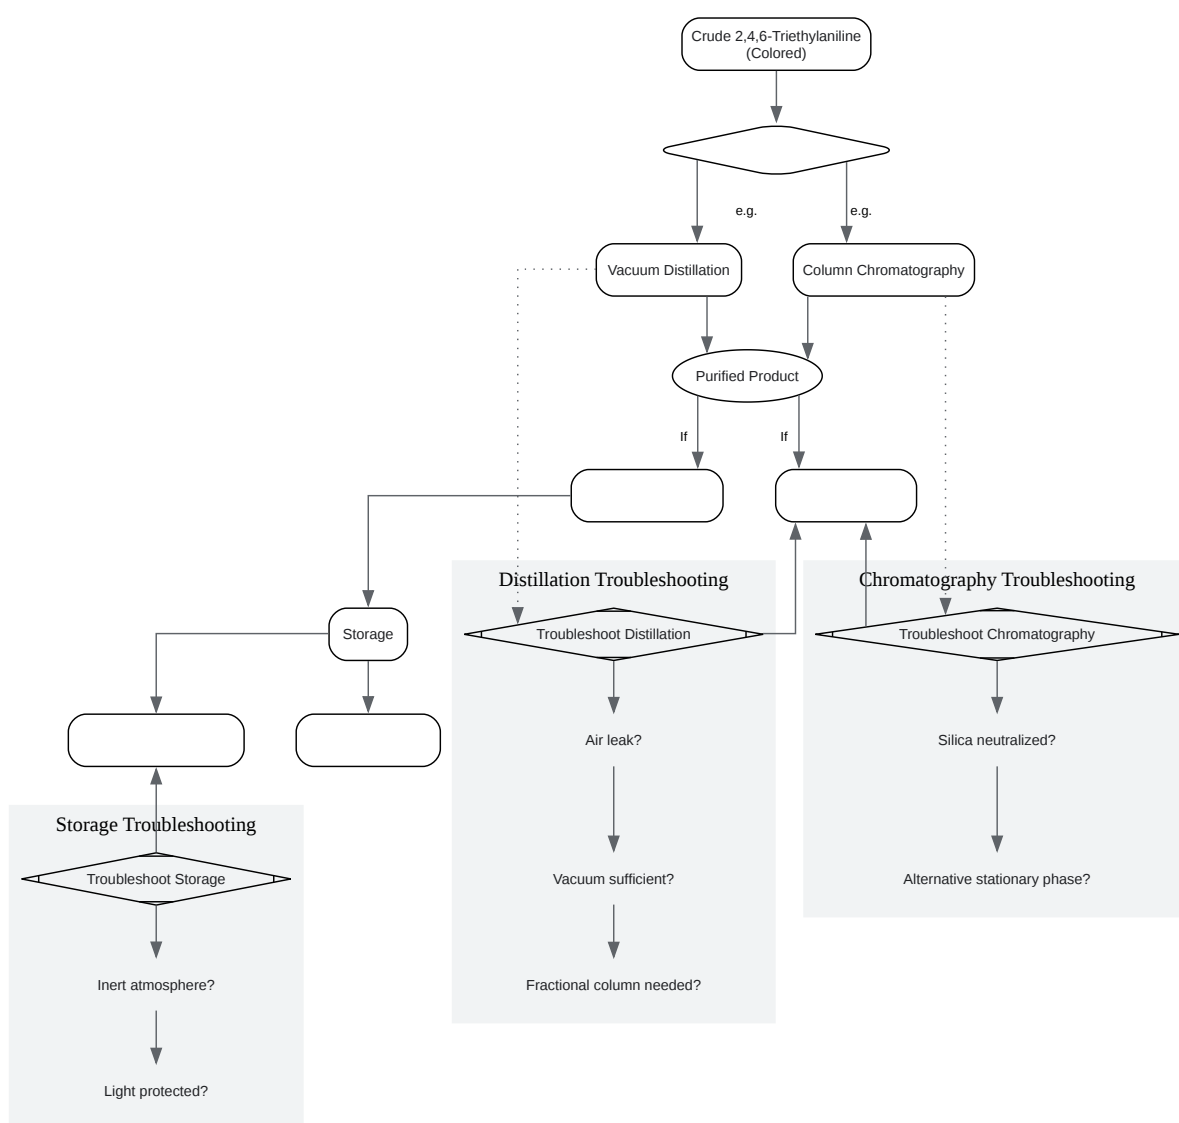 Crude 2,4,6-Triethylaniline
(Colored)
e.g.
e.g.
Vacuum Distillation
Column Chromatography
Purified Product
If
If
Distillation Troubleshooting
Chromatography Troubleshooting
Storage
Troubleshoot Distillation
Troubleshoot Chromatography
Air leak?
Silica neutralized?
Storage Troubleshooting
Troubleshoot Storage
Vacuum sufficient?
Alternative stationary phase?
Inert atmosphere?
Fractional column needed?
Light protected?